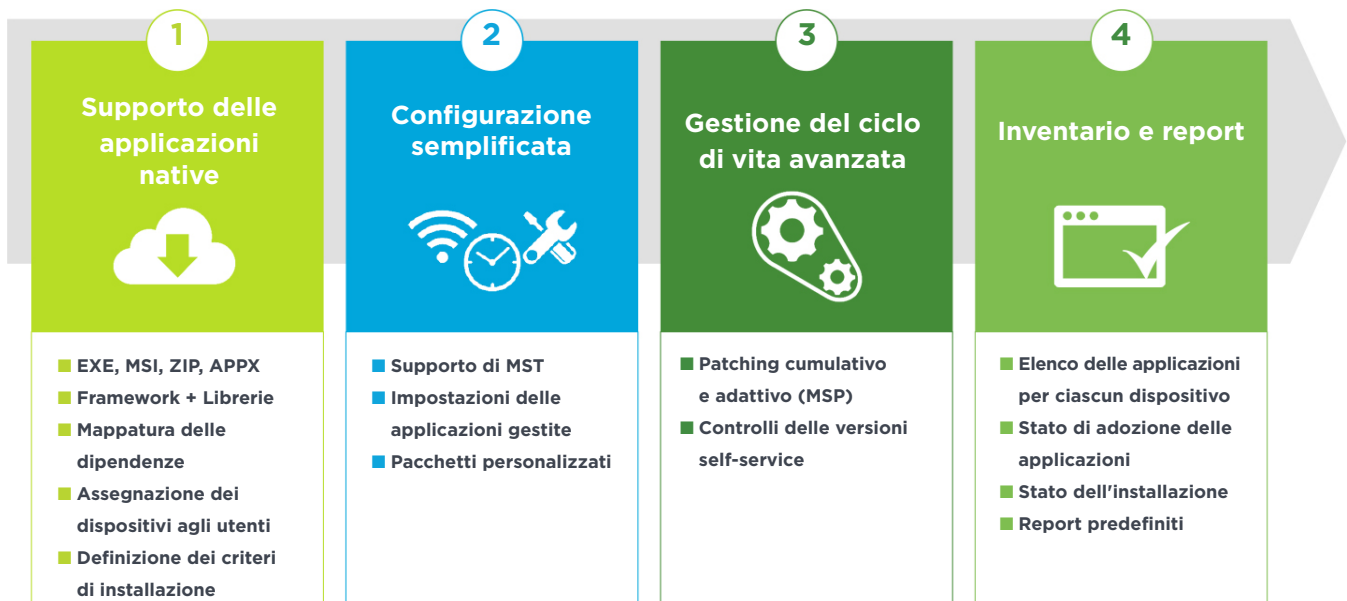 1
Supporto delle
applicazioni
native
EXE, MSI, ZIP, APPX
Framework + Librerie
Mappatura delle
dipendenze
Assegnazione dei
dispositivi agli utenti
Definizione dei criteri
di installazione
2
Configurazione
semplificata
Supporto di MST
Impostazioni delle
applicazioni gestite
Pacchetti personalizzati
3
Gestione del ciclo
di vita avanzata
Patching cumulativo
e adattivo (MSP)
Controlli delle versioni
self-service
4
Inventario e report
Elenco delle applicazioni
per ciascun dispositivo
Stato di adozione delle
applicazioni
Stato dell'installazione
Report predefiniti